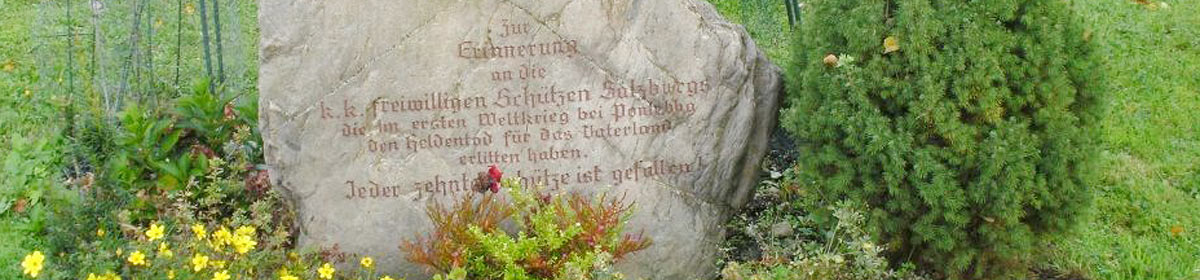 Zur
Erinnerung
an die
k. k. freiwilligen Schützen Salzburgs
die im ersten Weltkrieg bei Pontebba
den Heldentod für das Vaterland
erlitten haben.
Jeder ist gefallen!